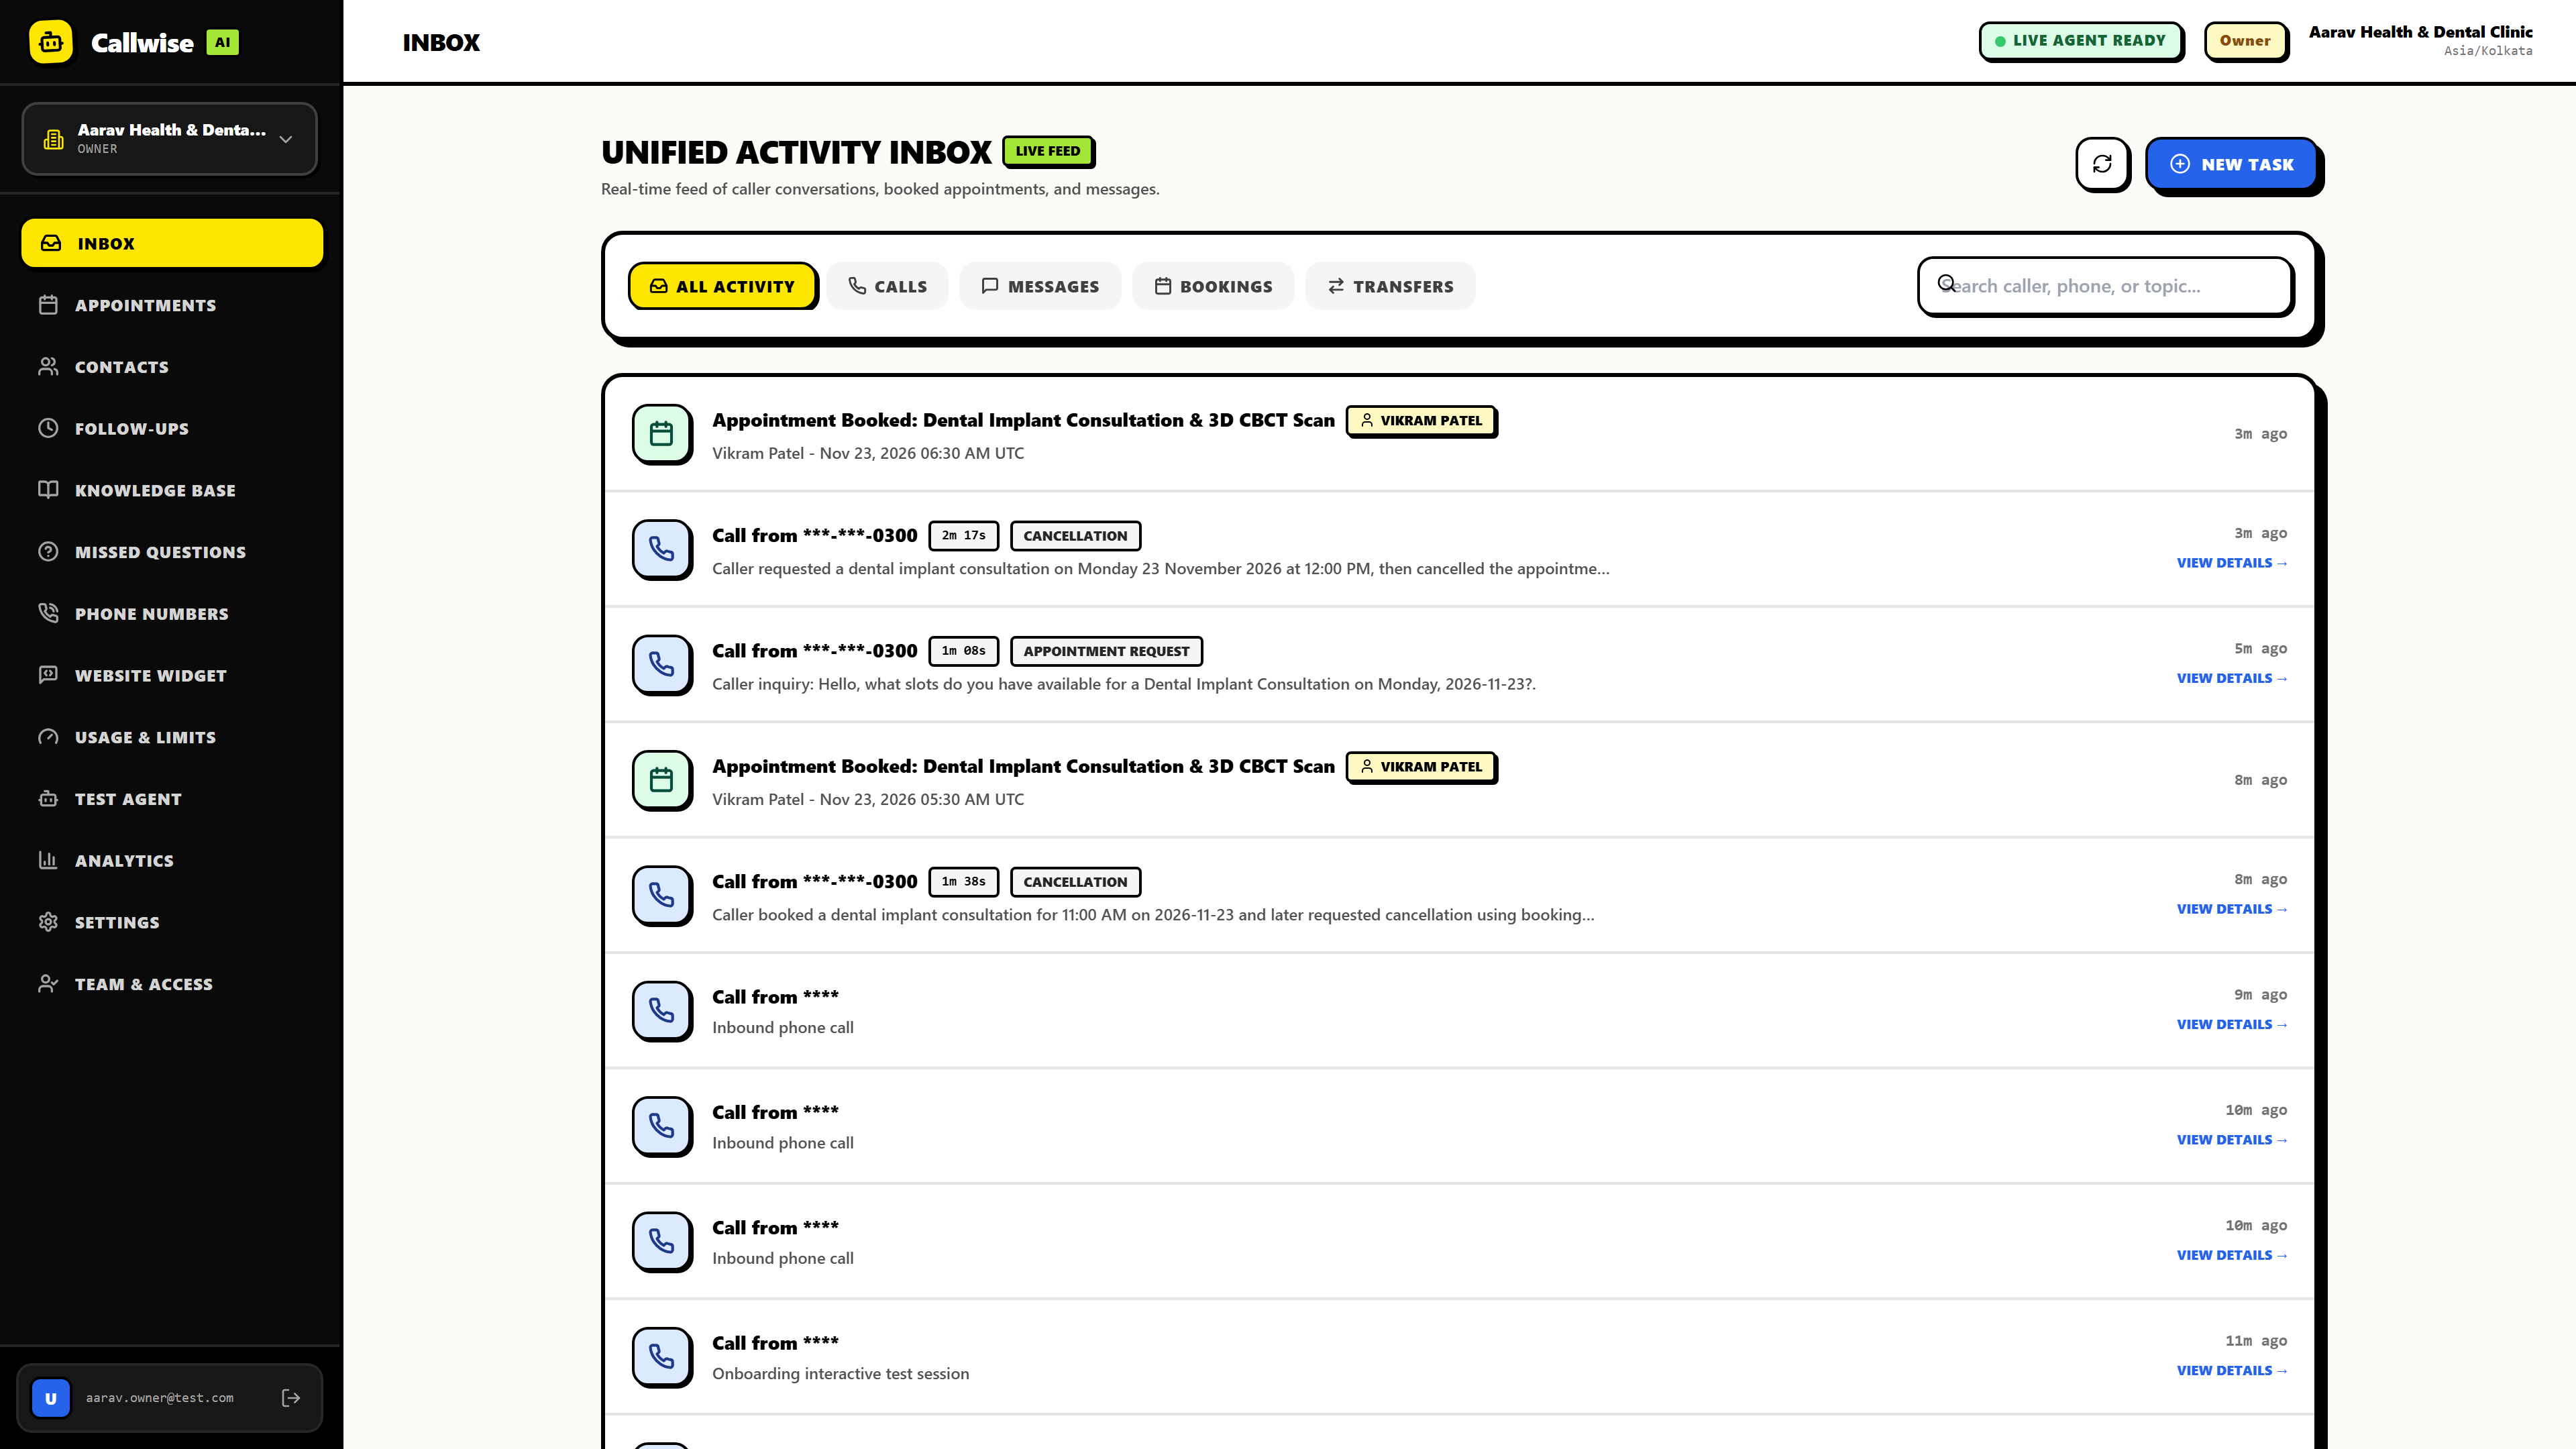 Callwise AI
Aarav Health & Denta...
OWNER
INBOX
APPOINTMENTS
CONTACTS
FOLLOW-UPS
KNOWLEDGE BASE
MISSED QUESTIONS
PHONE NUMBERS
WEBSITE WIDGET
USAGE & LIMITS
TEST AGENT
ANALYTICS
SETTINGS
TEAM & ACCESS
U aarav.owner@test.com
INBOX
LIVE AGENT READY
Owner
Aarav Health & Dental Clinic
Asia/Kolkata
UNIFIED ACTIVITY INBOX LIVE FEED
Real-time feed of caller conversations, booked appointments, and messages.
NEW TASK
ALL ACTIVITY CALLS MESSAGES BOOKINGS TRANSFERS
Search caller, phone, or topic...
Appointment Booked: Dental Implant Consultation & 3D CBCT Scan VIKRAM PATEL
Vikram Patel - Nov 23, 2026 06:30 AM UTC
3m ago
Call from ***-***-0300 2m 17s CANCELLATION
Caller requested a dental implant consultation on Monday 23 November 2026 at 12:00 PM, then cancelled the appointme...
3m ago
VIEW DETAILS →
Call from ***-***-0300 1m 08s APPOINTMENT REQUEST
Caller inquiry: Hello, what slots do you have available for a Dental Implant Consultation on Monday, 2026-11-23?.
5m ago
VIEW DETAILS →
Appointment Booked: Dental Implant Consultation & 3D CBCT Scan VIKRAM PATEL
Vikram Patel - Nov 23, 2026 05:30 AM UTC
8m ago
Call from ***-***-0300 1m 38s CANCELLATION
Caller booked a dental implant consultation for 11:00 AM on 2026-11-23 and later requested cancellation using booking...
8m ago
VIEW DETAILS →
Call from ****
Inbound phone call
9m ago
VIEW DETAILS →
Call from ****
Inbound phone call
10m ago
VIEW DETAILS →
Call from ****
Inbound phone call
10m ago
VIEW DETAILS →
Call from ****
Onboarding interactive test session
11m ago
VIEW DETAILS →